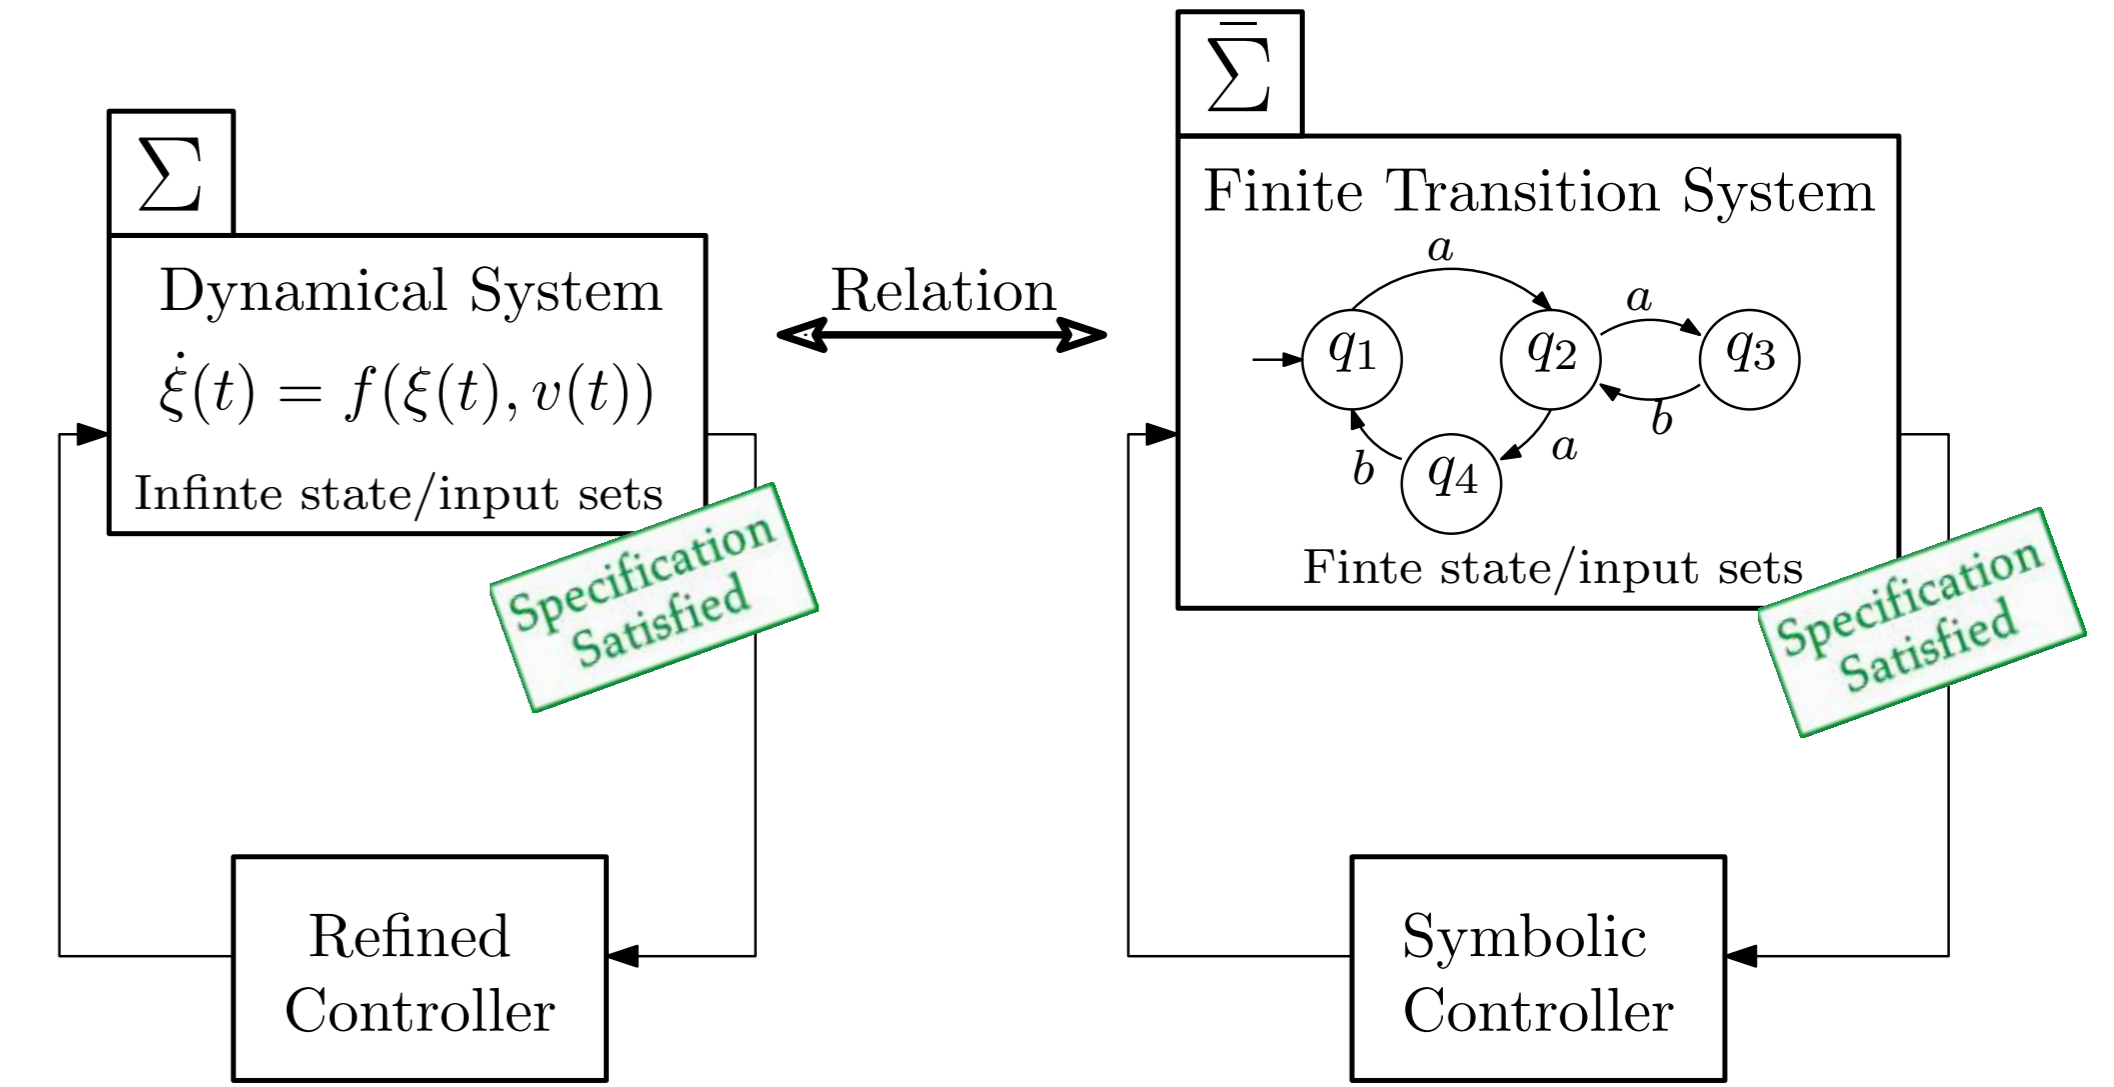 Σ
Dynamical System
ξ̇(t) = f(ξ(t), v(t))
Infinte state/input sets
Specification
Satisfied
Refined
Controller
Relation
Σ̄
Finite Transition System
a
a
q₁
q₂
q₃
b
a
b
q₄
Finte state/input sets
Specification
Satisfied
Symbolic
Controller